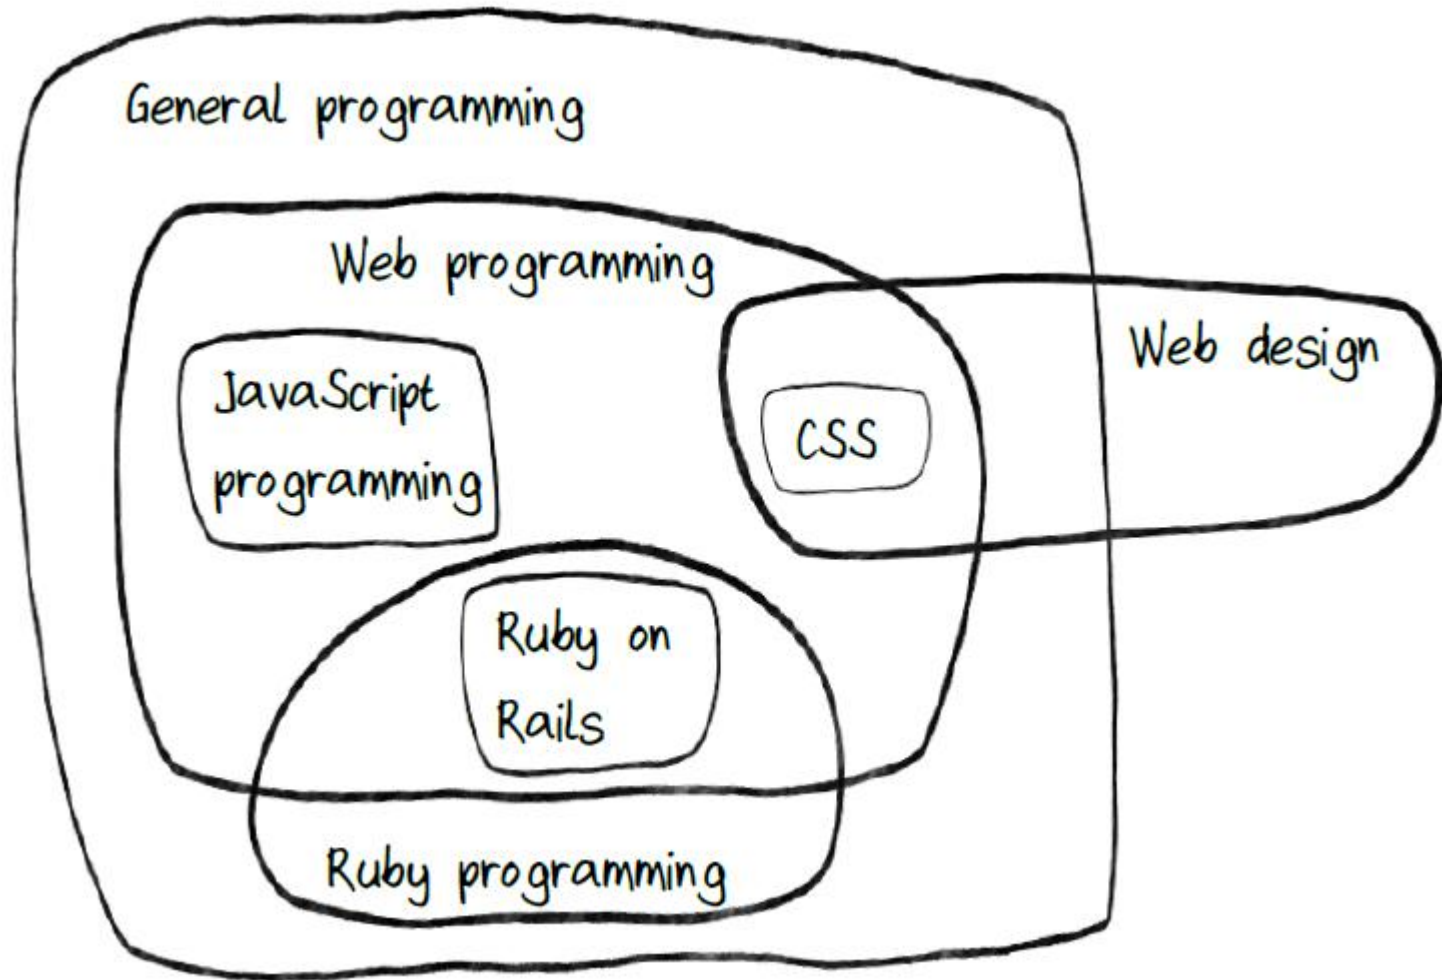 General programming
Web programming
Web design
JavaScript
programming
CSS
Ruby on
Rails
Ruby programming